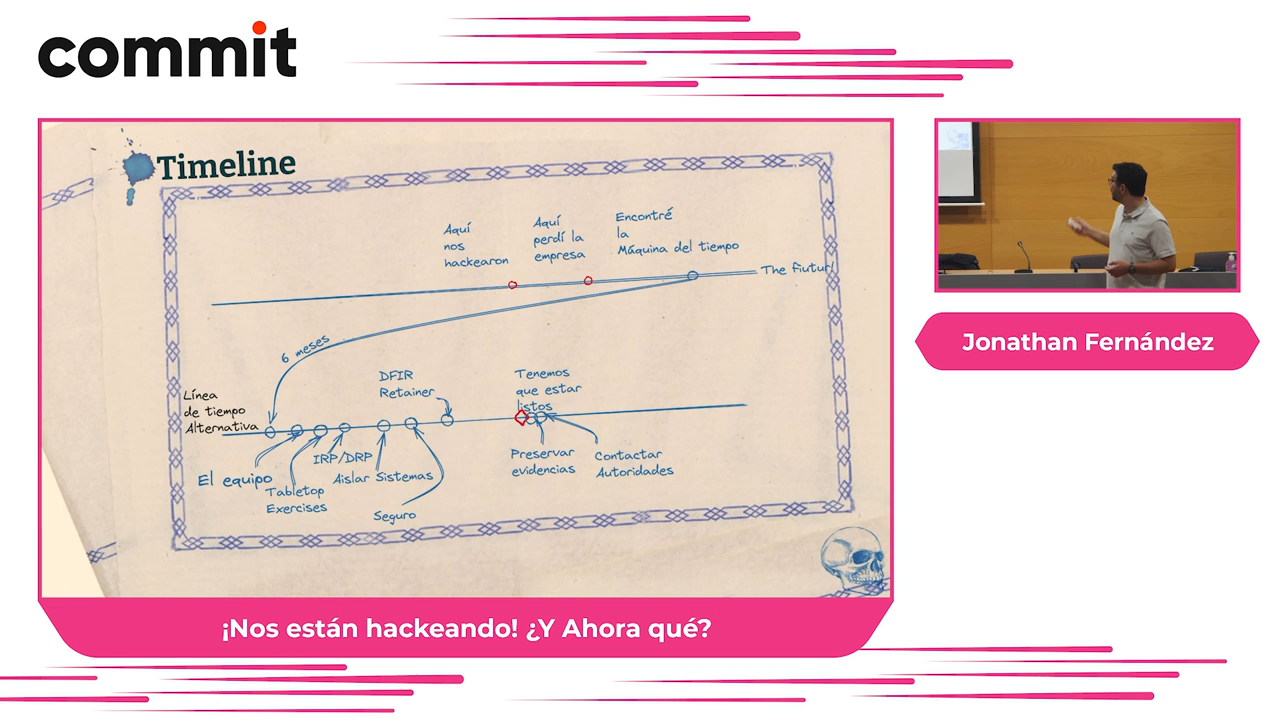 commit
Timeline
Aquí
nos
hackearon
Aquí
perdí la
empresa
Encontré
la
Máquina del tiempo
The fiutur
6 meses
Línea
de tiempo
Alternativa
DFIR
Retainer
Tenemos
que estar
listos
El equipo
Tabletop
Exercises
IRP/DRP
Aislar Sistemas
Seguro
Preservar
evidencias
Contactar
Autoridades
Jonathan Fernández
¡Nos están hackeando! ¿Y Ahora qué?